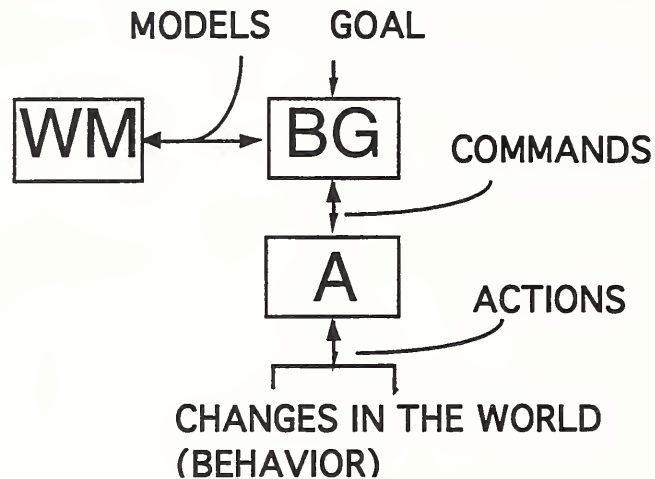 MODELS GOAL
WM BG
COMMANDS
A
ACTIONS
CHANGES IN THE WORLD
(BEHAVIOR)